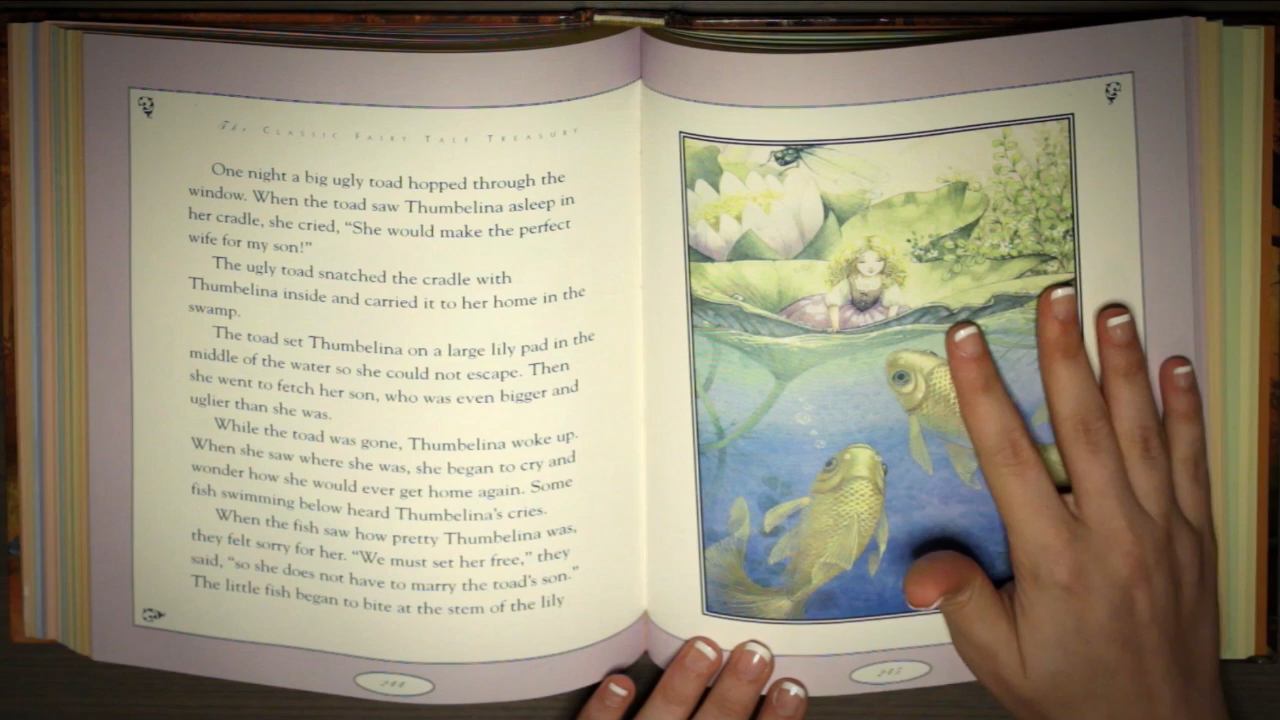 The CLASSIC FAIRY TALE TREASURY
One night a big ugly toad hopped through the
window. When the toad saw Thumbelina asleep in
her cradle, she cried, “She would make the perfect
wife for my son!”
The ugly toad snatched the cradle with
Thumbelina inside and carried it to her home in the
swamp.
The toad set Thumbelina on a large lily pad in the
middle of the water so she could not escape. Then
she went to fetch her son, who was even bigger and
uglier than she was.
While the toad was gone, Thumbelina woke up.
When she saw where she was, she began to cry and
wonder how she would ever get home again. Some
fish swimming below heard Thumbelina’s cries.
When the fish saw how pretty Thumbelina was,
they felt sorry for her. “We must set her free,” they
said, “so she does not have to marry the toad’s son.”
The little fish began to bite at the stem of the lily
244
245